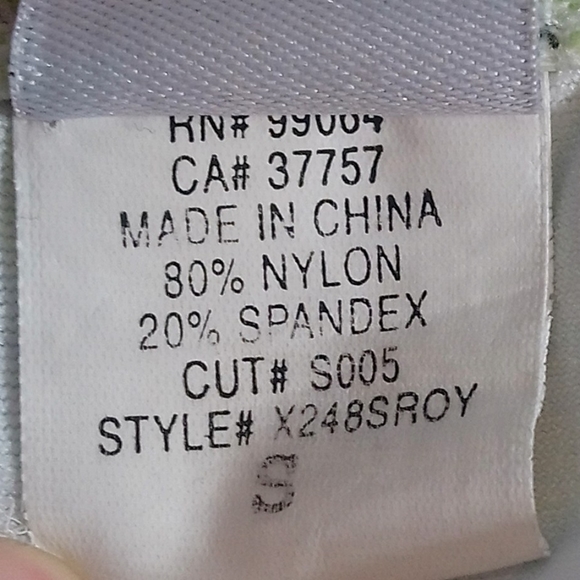 RN# 99064
CA# 37757
MADE IN CHINA
80% NYLON
20% SPANDEX
CUT# S005
STYLE# X248SROY
S